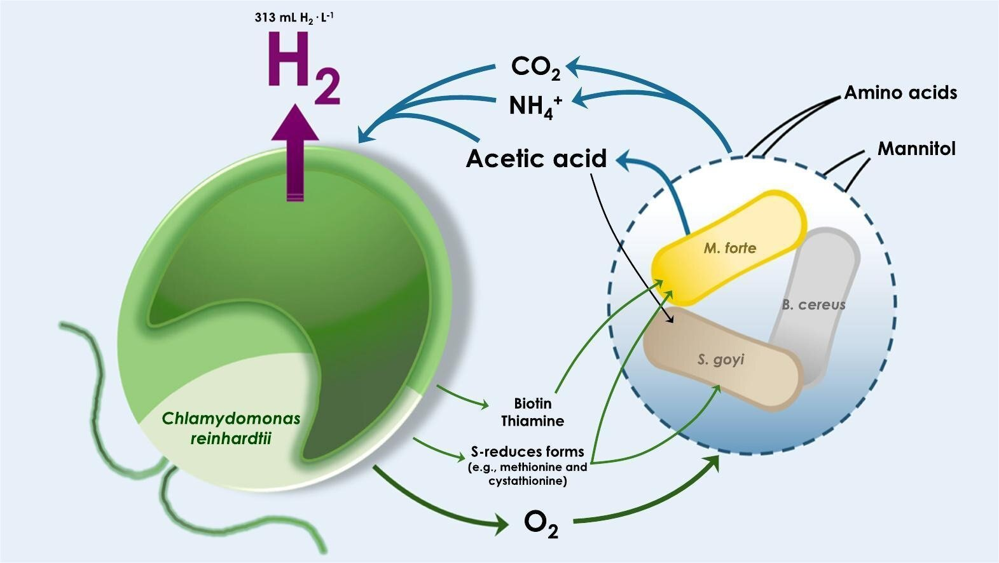 313 mL H₂ · L⁻¹
H₂
CO₂
NH₄⁺
Acetic acid
Amino acids
Mannitol
M. forte
B. cereus
S. goyi
Chlamydomonas
reinhardtii
Biotin
Thiamine
S-reduces forms
(e.g., methionine and
cystathionine)
O₂